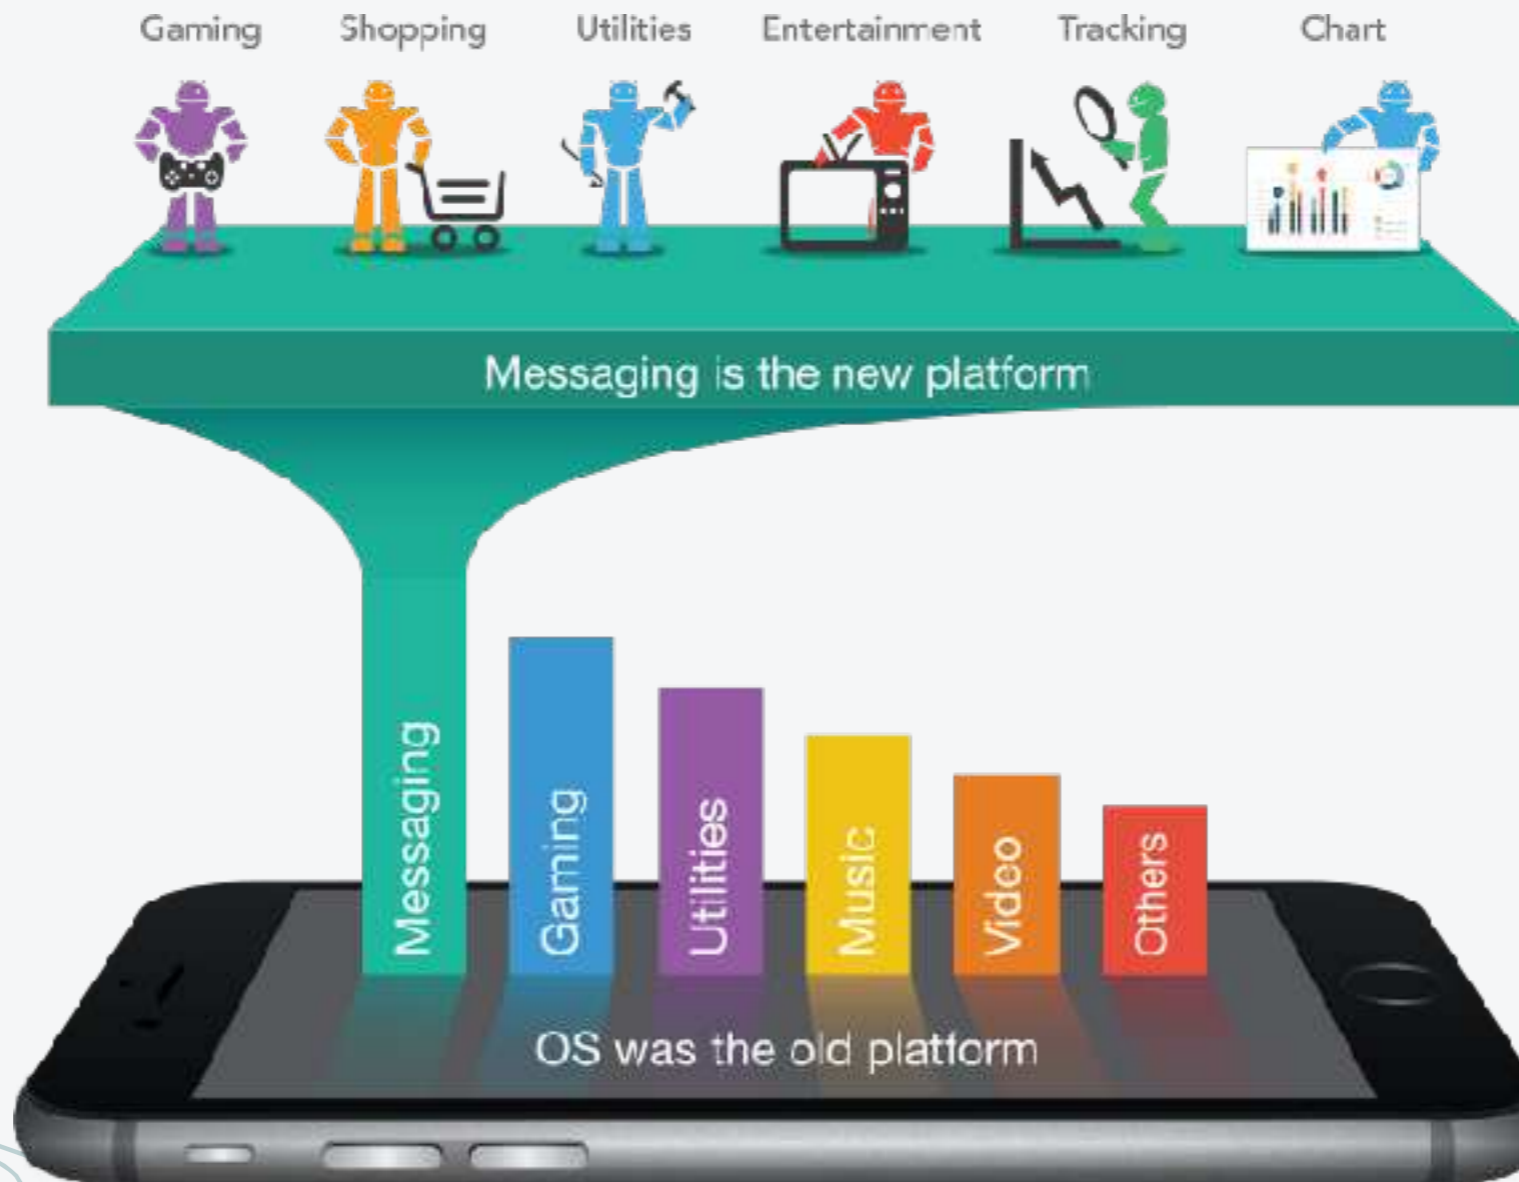 Gaming
Shopping
Utilities
Entertainment
Tracking
Chart
Messaging is the new platform
Messaging
Gaming
Utilities
Music
Video
Others
OS was the old platform